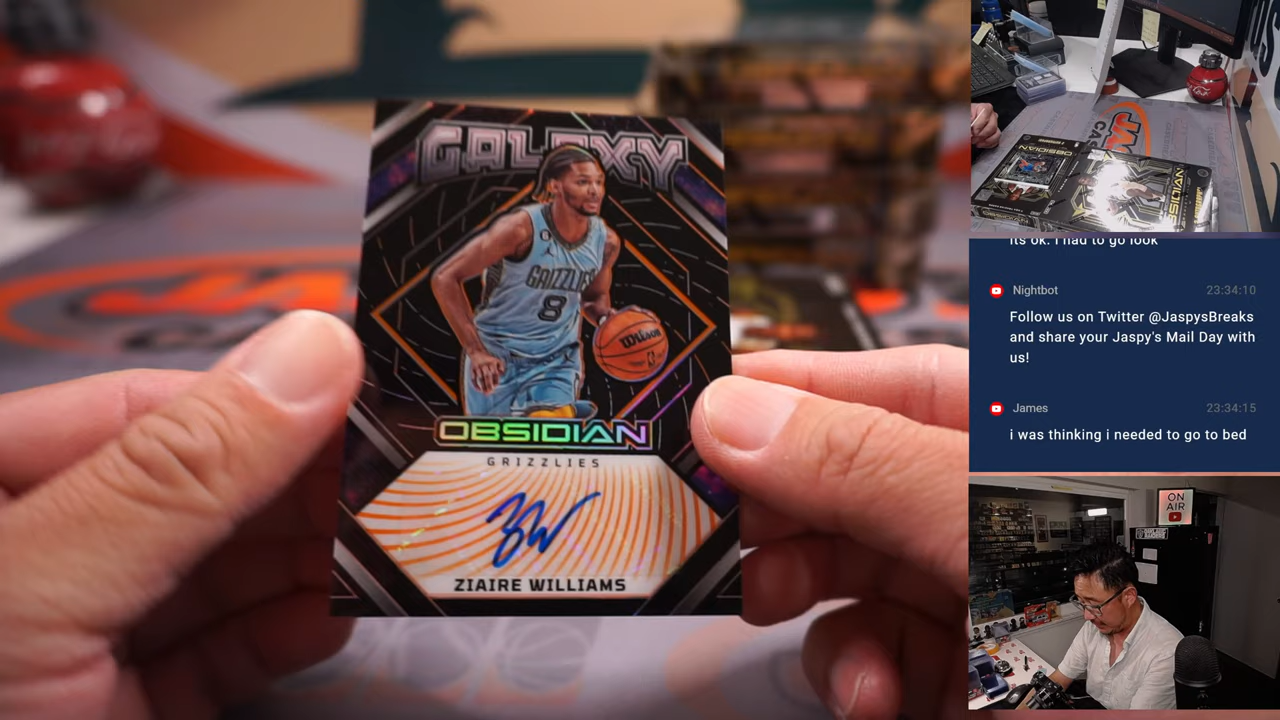 GALAXY
GRIZZLIES
8
Wilson
OBSIDIAN
GRIZZLIES
ZIAIRE WILLIAMS
OBSIDIAN
OBSIDIAN
its ok. i had to go look
Nightbot
23:34:10
Follow us on Twitter @JaspysBreaks
and share your Jaspy's Mail Day with
us!
James
23:34:15
i was thinking i needed to go to bed
ON
AIR